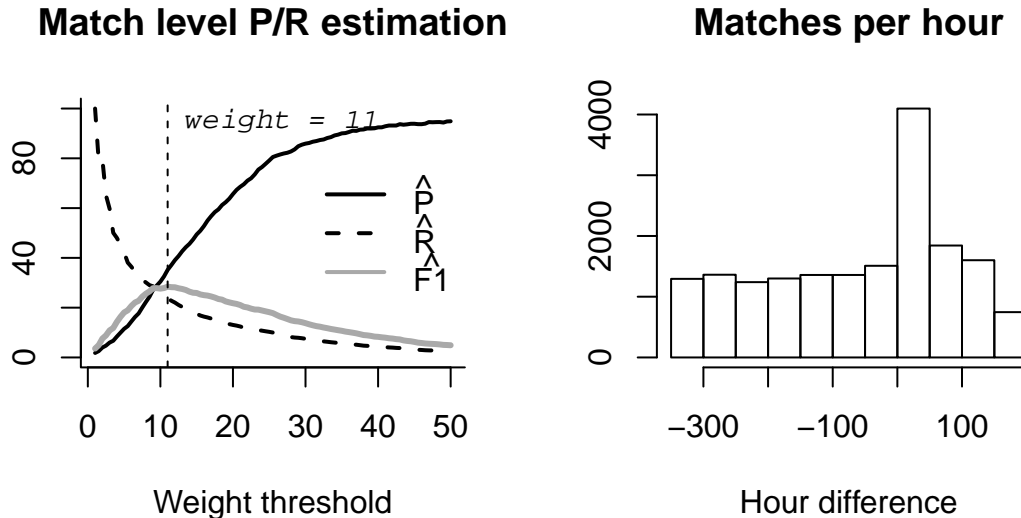 Match level P/R estimation
weight = 11
P̂
R̂
F̂1
0
40
80
0 10 20 30 40 50
Weight threshold
Matches per hour
0
2000
4000
−300 −100 100
Hour difference